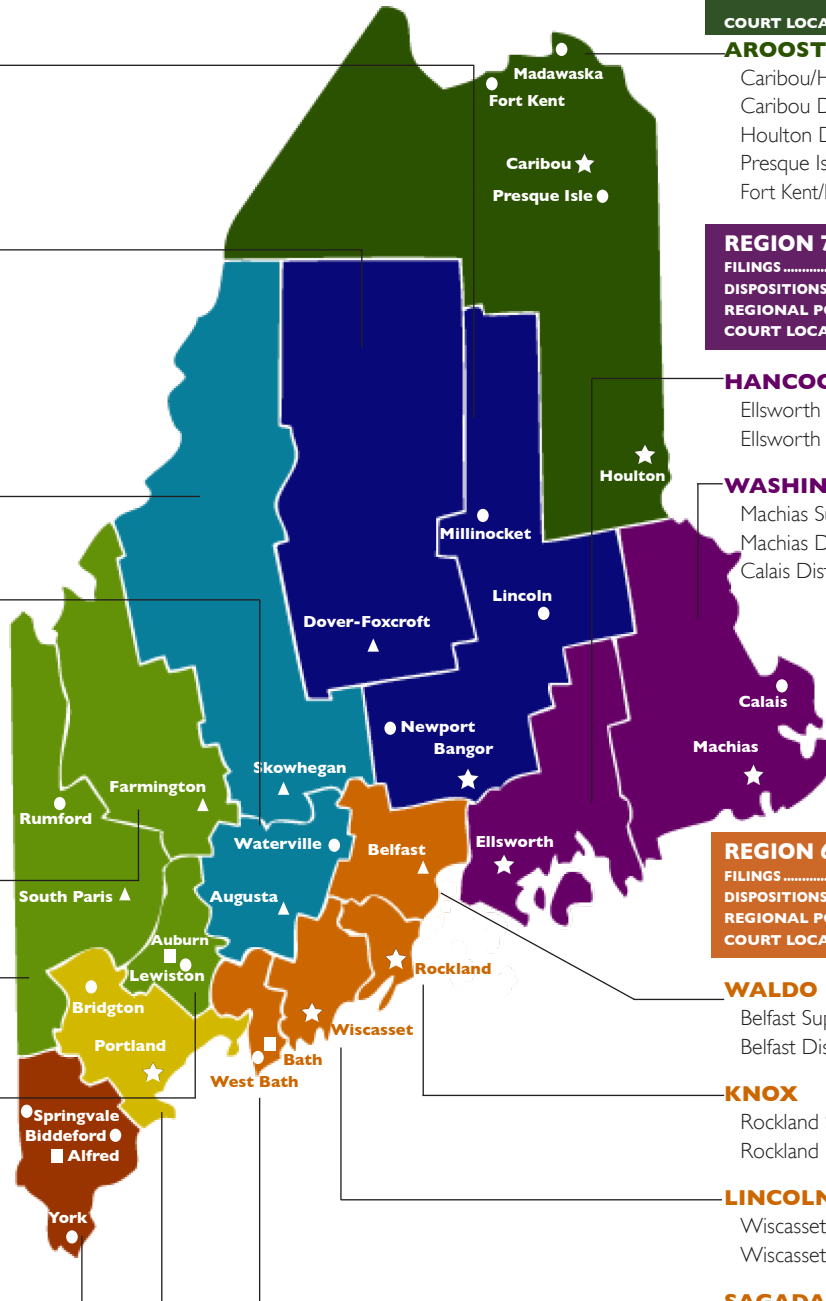 COURT LOCA
AROOST
Caribou/H
Caribou D
Houlton D
Presque Is
Fort Kent/
REGION 7
FILINGS
DISPOSITIONS
REGIONAL PO
COURT LOCA
HANCOC
Ellsworth
Ellsworth
WASHIN
Machias Su
Machias D
Calais Dist
REGION 6
FILINGS
DISPOSITIONS
REGIONAL PO
COURT LOCA
WALDO
Belfast Sup
Belfast Dis
KNOX
Rockland
Rockland
LINCOLN
Wiscasset
Wiscasset
SAGADA
Madawaska
Fort Kent
Caribou
Presque Isle
Houlton
Millinocket
Lincoln
Dover-Foxcroft
Newport
Bangor
Calais
Machias
Skowhegan
Farmington
Rumford
Waterville
Belfast
Ellsworth
South Paris
Augusta
Auburn
Lewiston
Rockland
Bridgton
Wiscasset
Portland
Bath
West Bath
Springvale
Biddeford
Alfred
York